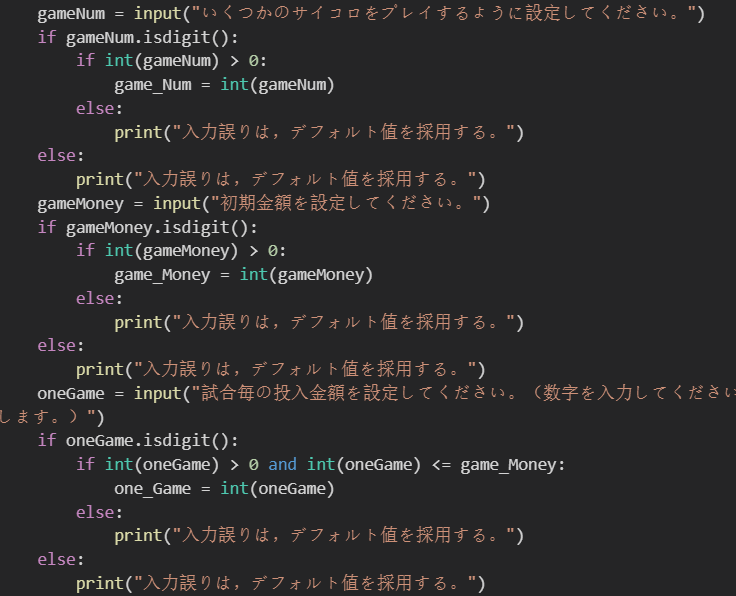 gameNum = input("いくつかのサイコロをプレイするように設定してください。")
if gameNum.isdigit():
if int(gameNum) > 0:
game_Num = int(gameNum)
else:
print("入力誤りは，デフォルト値を採用する。")
else:
print("入力誤りは，デフォルト値を採用する。")
gameMoney = input("初期金額を設定してください。")
if gameMoney.isdigit():
if int(gameMoney) > 0:
game_Money = int(gameMoney)
else:
print("入力誤りは，デフォルト値を採用する。")
else:
print("入力誤りは，デフォルト値を採用する。")
oneGame = input("試合毎の投入金額を設定してください。（数字を入力してください
します。）")
if oneGame.isdigit():
if int(oneGame) > 0 and int(oneGame) <= game_Money:
one_Game = int(oneGame)
else:
print("入力誤りは，デフォルト値を採用する。")
else:
print("入力誤りは，デフォルト値を採用する。")